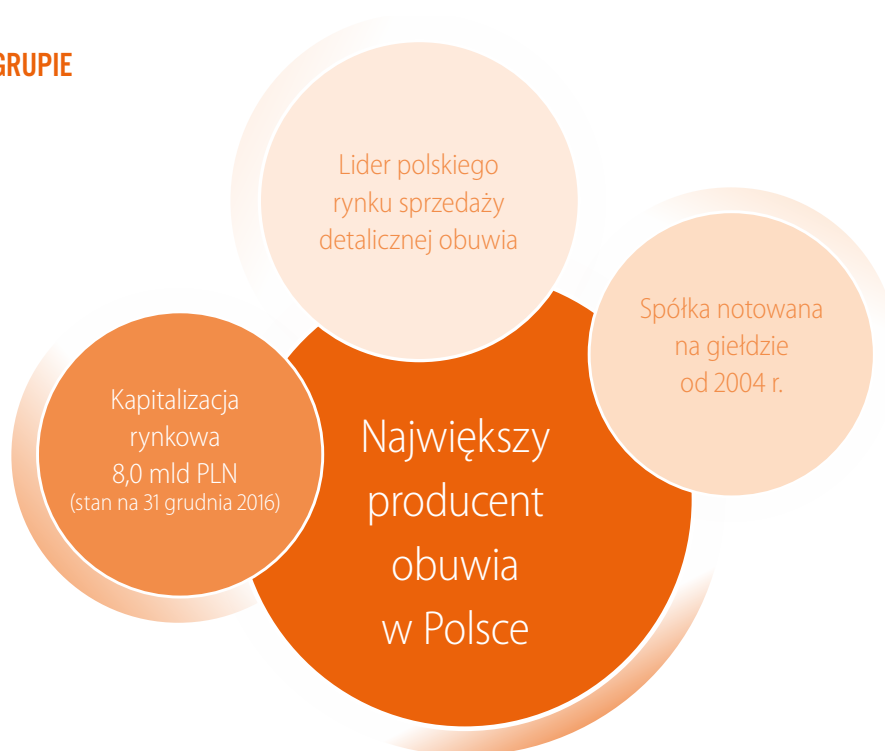 GRUPIE
Lider polskiego
rynku sprzedaży
detalicznej obuwia
Spółka notowana
na giełdzie
od 2004 r.
Kapitalizacja
rynkowa
8,0 mld PLN
(stan na 31 grudnia 2016)
Największy
producent
obuwia
w Polsce